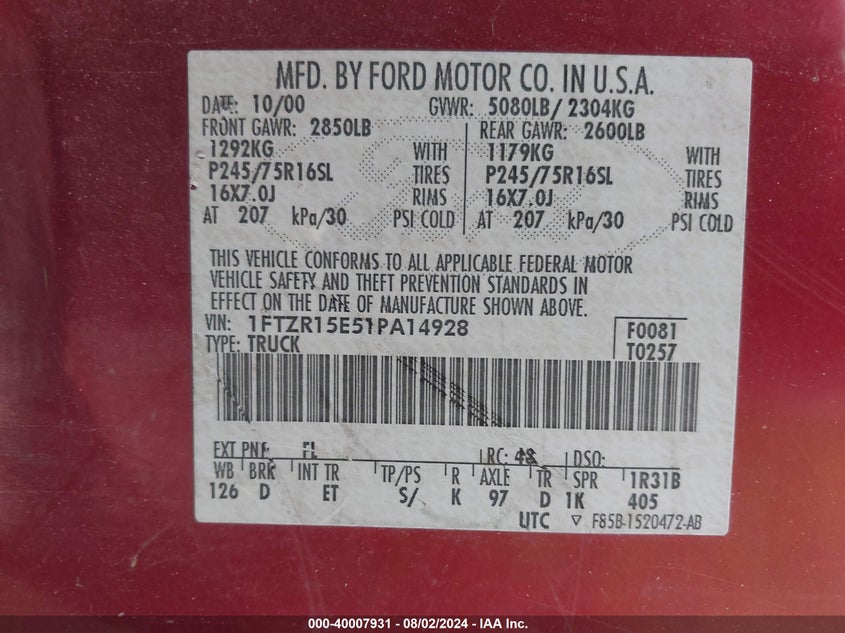 MFD. BY FORD MOTOR CO. IN U.S.A.
DATE: 10/00 GVWR: 5080LB/ 2304KG
FRONT GAWR: 2850LB REAR GAWR: 2600LB
1292KG WITH 1179KG WITH
P245/75R16SL TIRES P245/75R16SL TIRES
16X7.0J RIMS 16X7.0J RIMS
AT 207 kPa/30 PSI COLD AT 207 kPa/30 PSI COLD
THIS VEHICLE CONFORMS TO ALL APPLICABLE FEDERAL MOTOR
VEHICLE SAFETY AND THEFT PREVENTION STANDARDS IN
EFFECT ON THE DATE OF MANUFACTURE SHOWN ABOVE.
VIN: 1FTZR15E51PA14928 F0081
TYPE: TRUCK T0257
EXT PNT: FL RC: 48 DSO:
WB BRK INT TR TP/PS R AXLE TR SPR 1R31B
126 D ET S/ K 97 D 1K 405
UTC ▽ F85B-1520472-AB
000-40007931 - 08/02/2024 - IAA Inc.